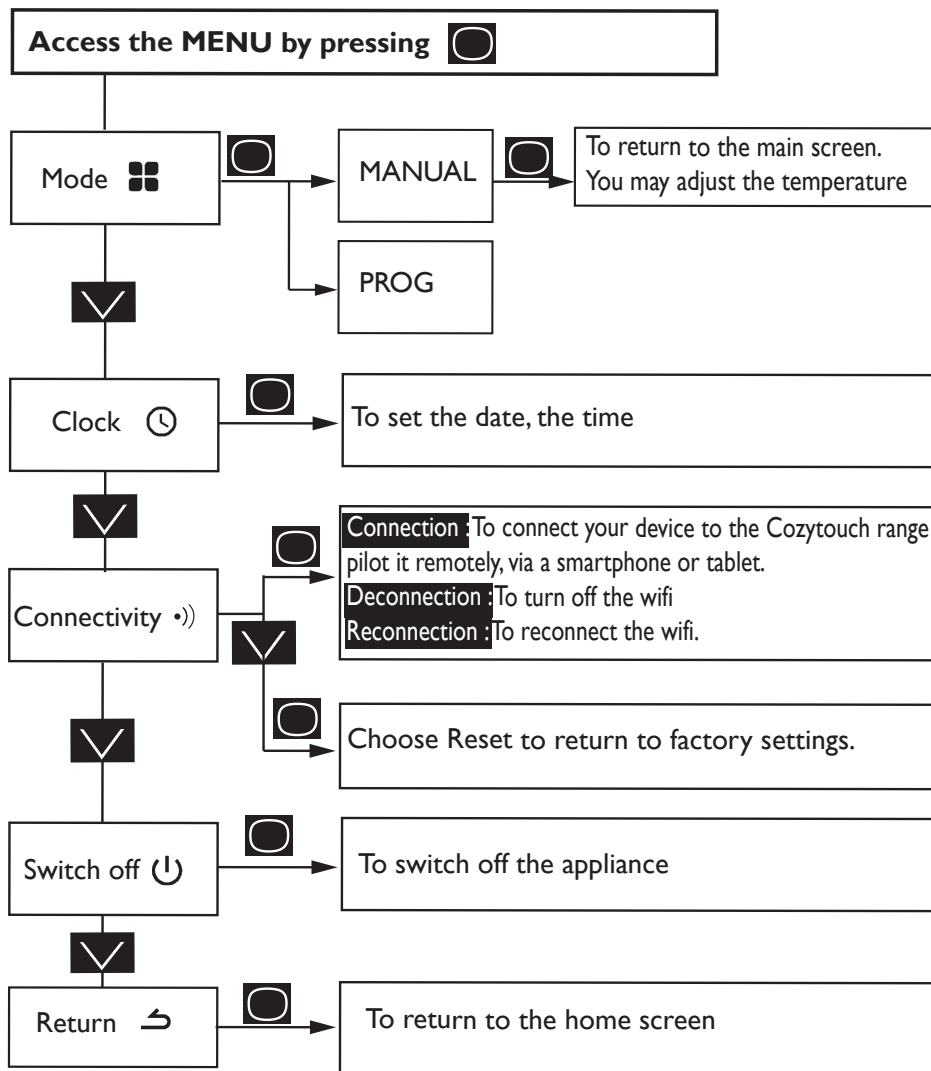 Access the MENU by pressing
Mode
MANUAL
To return to the main screen.
You may adjust the temperature
PROG
Clock
To set the date, the time
Connectivity
Connection :To connect your device to the Cozytouch range
pilot it remotely, via a smartphone or tablet.
Deconnection :To turn off the wifi
Reconnection :To reconnect the wifi.
Choose Reset to return to factory settings.
Switch off
To switch off the appliance
Return
To return to the home screen